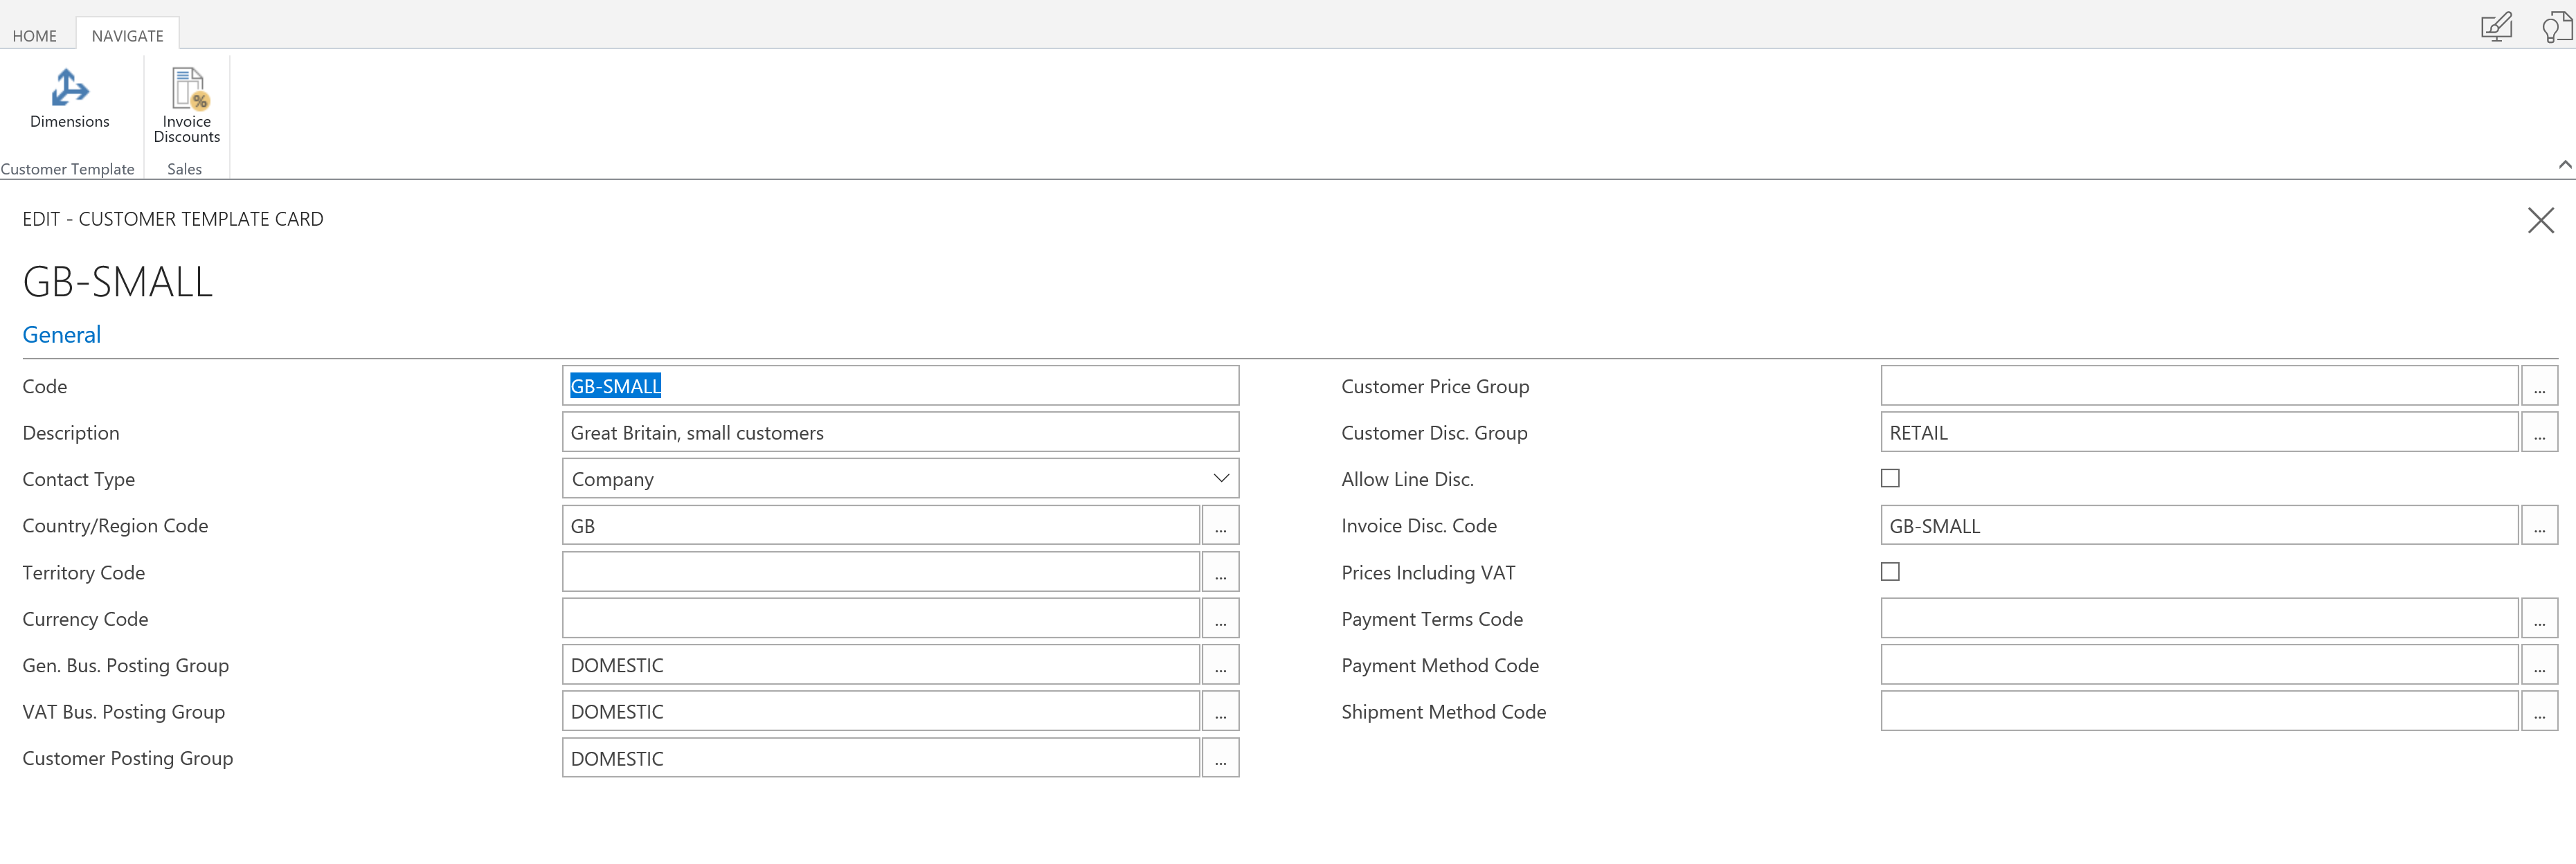 HOME
NAVIGATE
Dimensions
Invoice
Discounts
%
Customer Template
Sales
EDIT - CUSTOMER TEMPLATE CARD
GB-SMALL
General
Code
GB-SMALL
Description
Great Britain, small customers
Contact Type
Company
Country/Region Code
GB
...
Territory Code
...
Currency Code
...
Gen. Bus. Posting Group
DOMESTIC
...
VAT Bus. Posting Group
DOMESTIC
...
Customer Posting Group
DOMESTIC
...
Customer Price Group
...
Customer Disc. Group
RETAIL
...
Allow Line Disc.
Invoice Disc. Code
GB-SMALL
...
Prices Including VAT
Payment Terms Code
...
Payment Method Code
...
Shipment Method Code
...